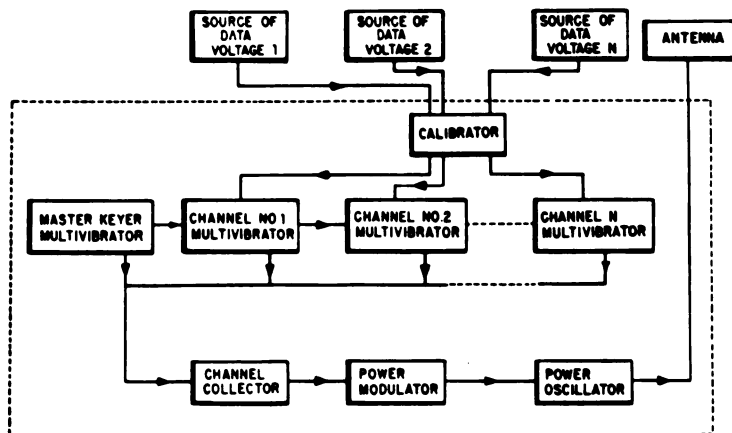 SOURCE OF
DATA
VOLTAGE 1
SOURCE OF
DATA
VOLTAGE 2
SOURCE OF
DATA
VOLTAGE N
ANTENNA
CALIBRATOR
MASTER KEYER
MULTIVIBRATOR
CHANNEL NO.1
MULTIVIBRATOR
CHANNEL NO.2
MULTIVIBRATOR
CHANNEL N
MULTIVIBRATOR
CHANNEL
COLLECTOR
POWER
MODULATOR
POWER
OSCILLATOR